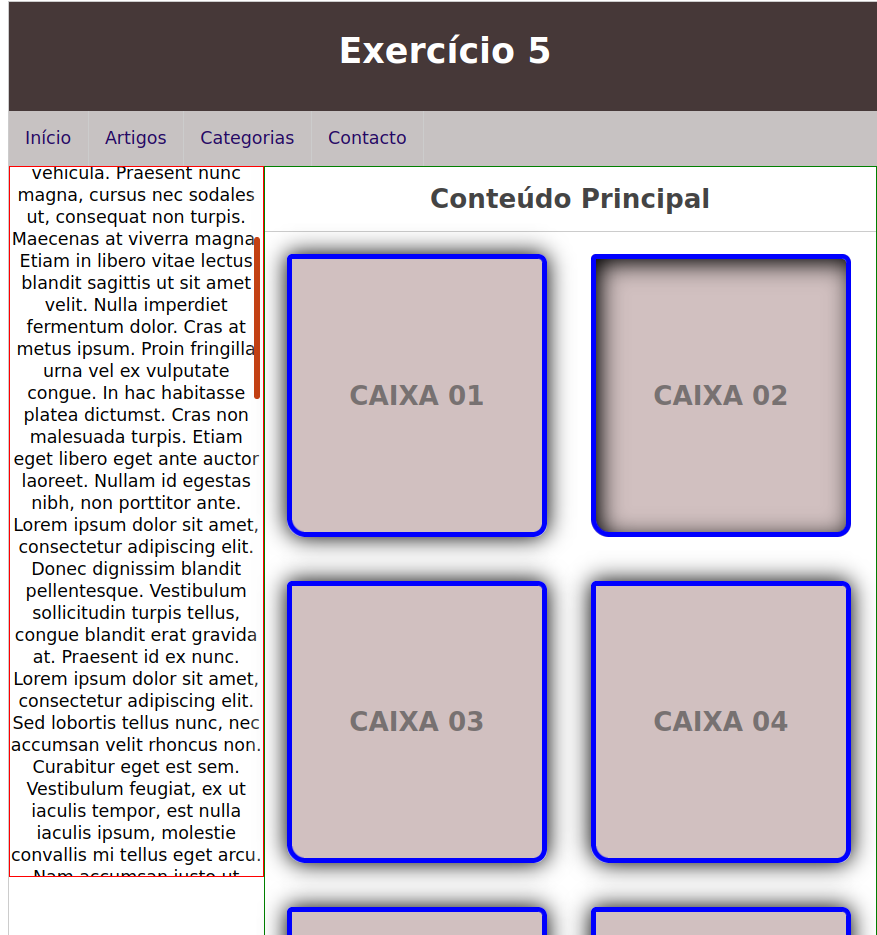 Exercício 5
Início Artigos Categorias Contacto
vehicula. Praesent nunc
magna, cursus nec sodales
ut, consequat non turpis.
Maecenas at viverra magna.
Etiam in libero vitae lectus
blandit sagittis ut sit amet
velit. Nulla imperdiet
fermentum dolor. Cras at
metus ipsum. Proin fringilla
urna vel ex vulputate
congue. In hac habitasse
platea dictumst. Cras non
malesuada turpis. Etiam
eget libero eget ante auctor
laoreet. Nullam id egestas
nibh, non porttitor ante.
Lorem ipsum dolor sit amet,
consectetur adipiscing elit.
Donec dignissim blandit
pellentesque. Vestibulum
sollicitudin turpis tellus,
congue blandit erat gravida
at. Praesent id ex nunc.
Lorem ipsum dolor sit amet,
consectetur adipiscing elit.
Sed lobortis tellus nunc, nec
accumsan velit rhoncus non.
Curabitur eget est sem.
Vestibulum feugiat, ex ut
iaculis tempor, est nulla
iaculis ipsum, molestie
convallis mi tellus eget arcu.
Nam accumsan justo ut
Conteúdo Principal
CAIXA 01
CAIXA 02
CAIXA 03
CAIXA 04